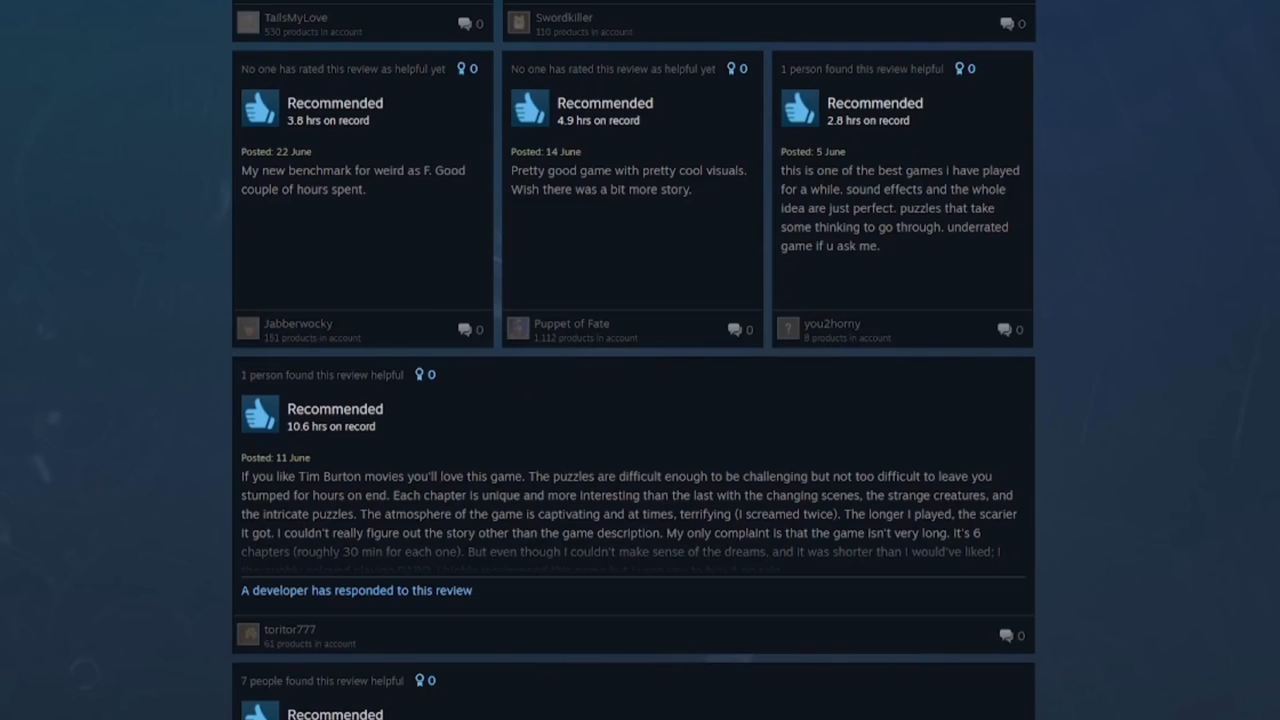 TailsMyLove
530 products in account
0
Swordkiller
110 products in account
0
No one has rated this review as helpful yet 0
Recommended
3.8 hrs on record
Posted: 22 June
My new benchmark for weird as F. Good
couple of hours spent.
Jabberwocky
151 products in account
0
No one has rated this review as helpful yet 0
Recommended
4.9 hrs on record
Posted: 14 June
Pretty good game with pretty cool visuals.
Wish there was a bit more story.
Puppet of Fate
1,112 products in account
0
1 person found this review helpful 0
Recommended
2.8 hrs on record
Posted: 5 June
this is one of the best games i have played
for a while. sound effects and the whole
idea are just perfect. puzzles that take
some thinking to go through. underrated
game if u ask me.
?
you2horny
8 products in account
0
1 person found this review helpful 0
Recommended
10.6 hrs on record
Posted: 11 June
If you like Tim Burton movies you'll love this game. The puzzles are difficult enough to be challenging but not too difficult to leave you
stumped for hours on end. Each chapter is unique and more interesting than the last with the changing scenes, the strange creatures, and
the intricate puzzles. The atmosphere of the game is captivating and at times, terrifying (I screamed twice). The longer I played, the scarier
it got. I couldn't really figure out the story other than the game description. My only complaint is that the game isn't very long. It's 6
chapters (roughly 30 min for each one). But even though I couldn't make sense of the dreams, and it was shorter than I would've liked; I
A developer has responded to this review
toritor777
61 products in account
0
7 people found this review helpful 0
Recommended